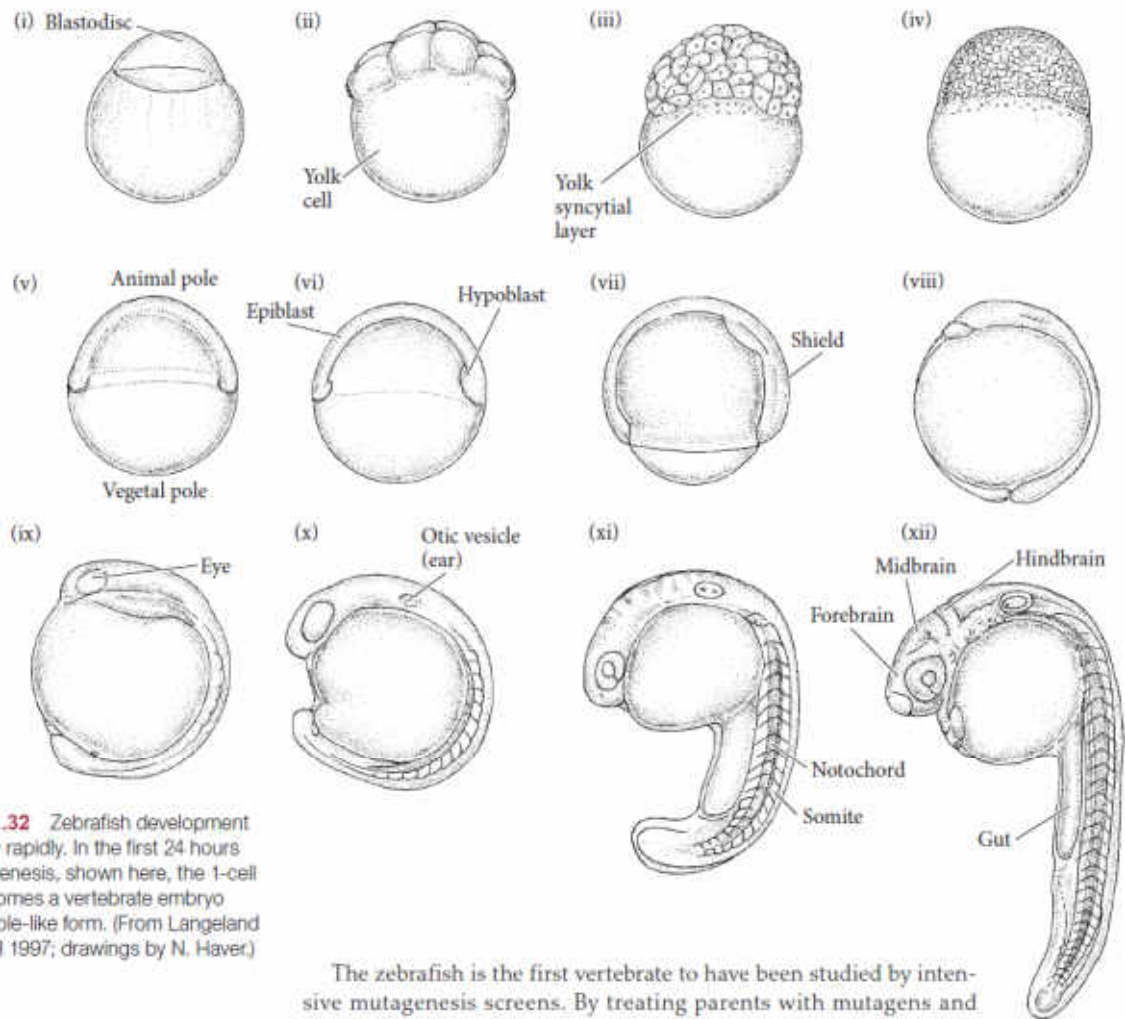 (i) Blastodisc
(ii)
Yolk
cell
(iii)
Yolk
syncytial
layer
(iv)
(v)
Animal pole
Vegetal pole
(vi)
Epiblast
Hypoblast
(vii)
Shield
(viii)
(ix)
Eye
(x)
Otic vesicle
(ear)
(xi)
Notochord
Somite
(xii)
Midbrain
Hindbrain
Forebrain
Gut
.32 Zebrafish development
rapidly. In the first 24 hours
enesis, shown here, the 1-cell
omes a vertebrate embryo
ole-like form. (From Langeland
1997; drawings by N. Haver.)
The zebrafish is the first vertebrate to have been studied by inten-
sive mutagenesis screens. By treating parents with mutagens and